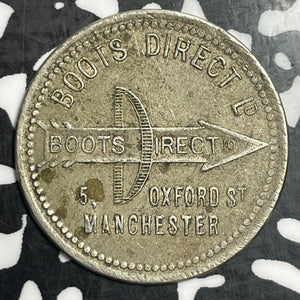 BOOTS DIRECT LD
BOOTS DIRECT LD
5, OXFORD ST
MANCHESTER